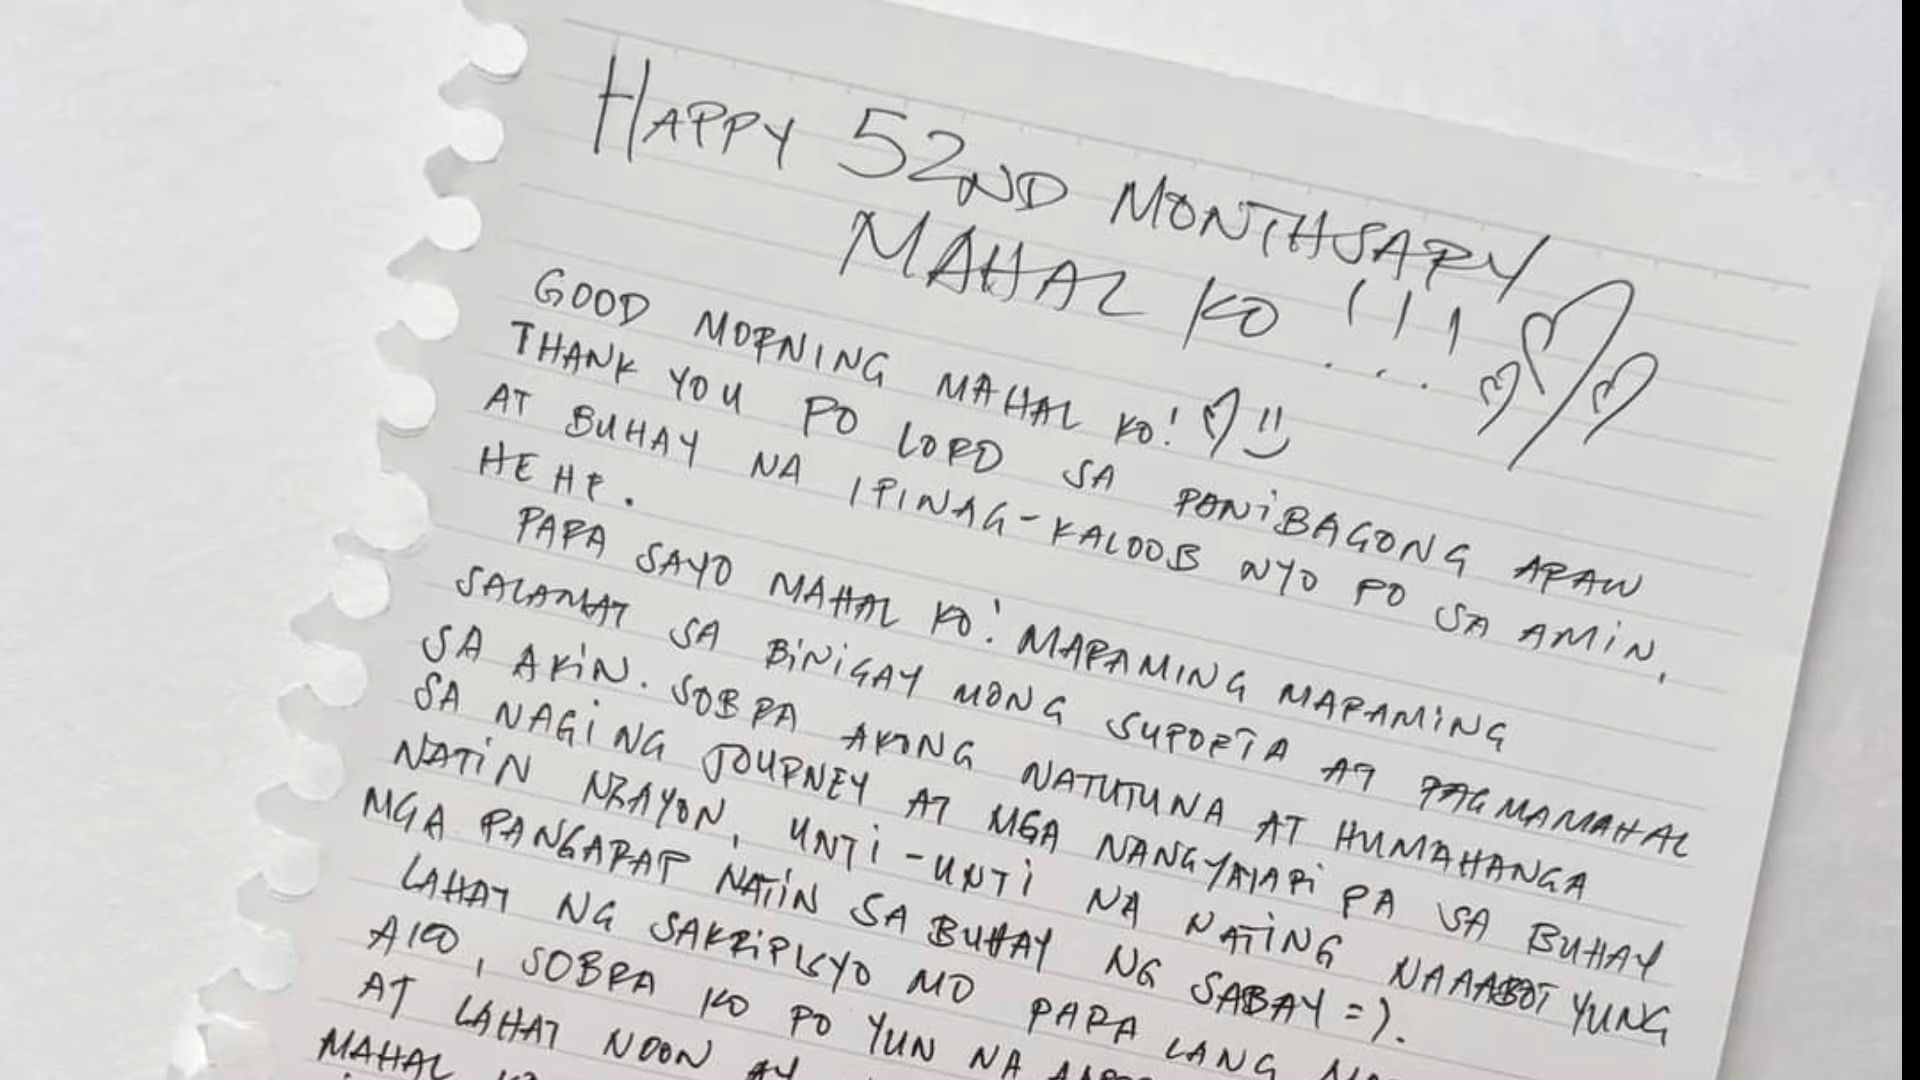 HAPPY 52ND MONTHSARY
MAHAL KO...!!!
GOOD MORNING MAHAL KO!
THANK YOU PO LORD SA PANIBAGONG ARAW
AT BUHAY NA IPINAG-KALOOB NYO PO SA AMIN,
HEHE.
PARA SAYO MAHAL KO! MARAMING MARAMING
SALAMAT SA BINIGAY MONG SUPORTA AT PAGMAMAHAL
SA AKIN. SOBRA AKONG NATUTUNA AT HUMAHANGA
SA NAGING JOURNEY AT MGA NANGYAYARI PA SA BUHAY
NATIN NGAYON, UNTI-UNTI NA NATING NAAABOT YUNG
MGA PANGARAP NATIN SA BUHAY NG SABAY =).
LAHAT NG SAKRIPISYO MO PARA LANG
AKO, SOBRA KO PO YUN NA
AT LAHAT NOON AY
MAHAL